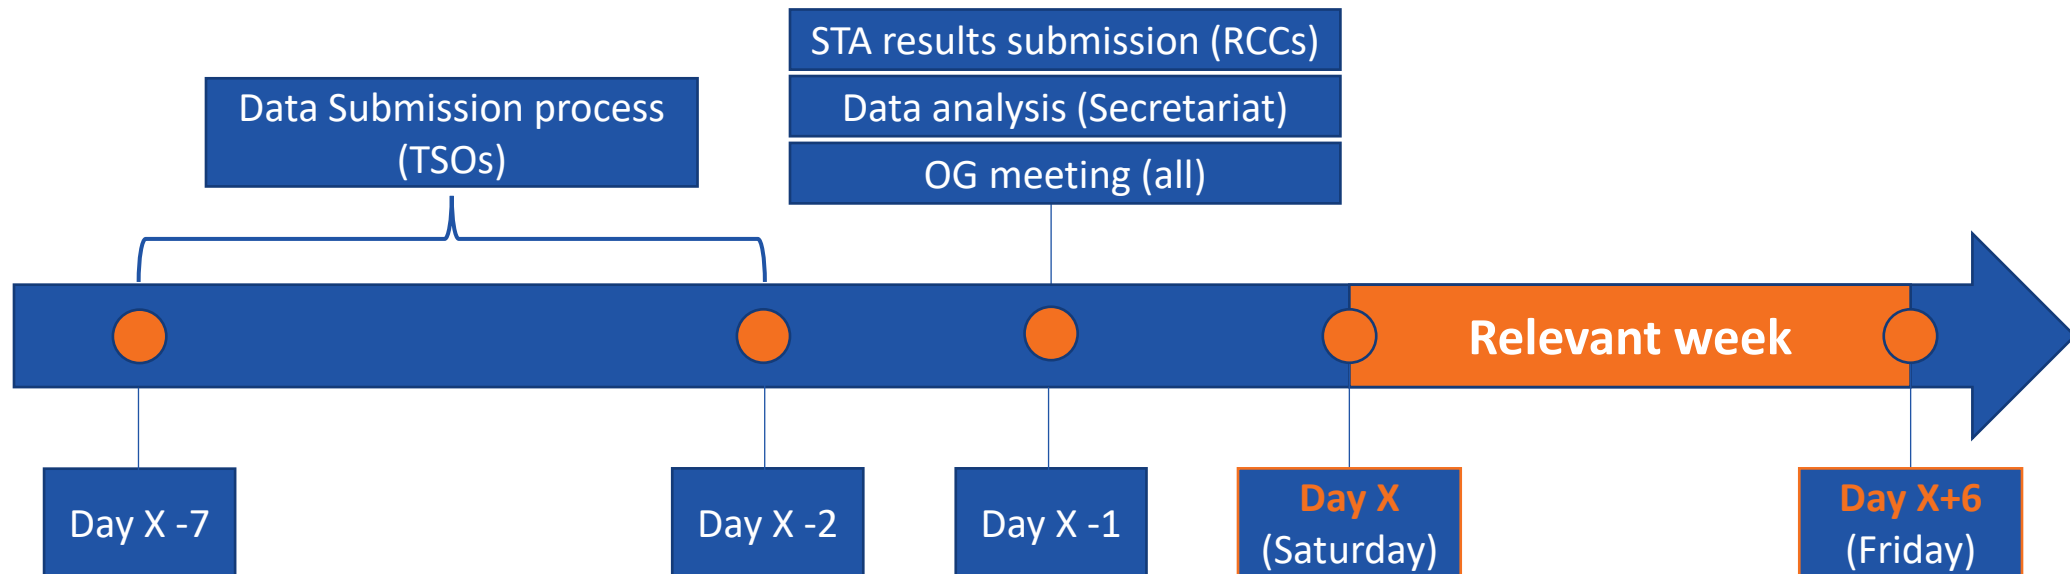 STA results submission (RCCs)
Data Submission process
(TSOs)
Data analysis (Secretariat)
OG meeting (all)
Relevant week
Day X -7
Day X -2
Day X -1
Day X
(Saturday)
Day X+6
(Friday)